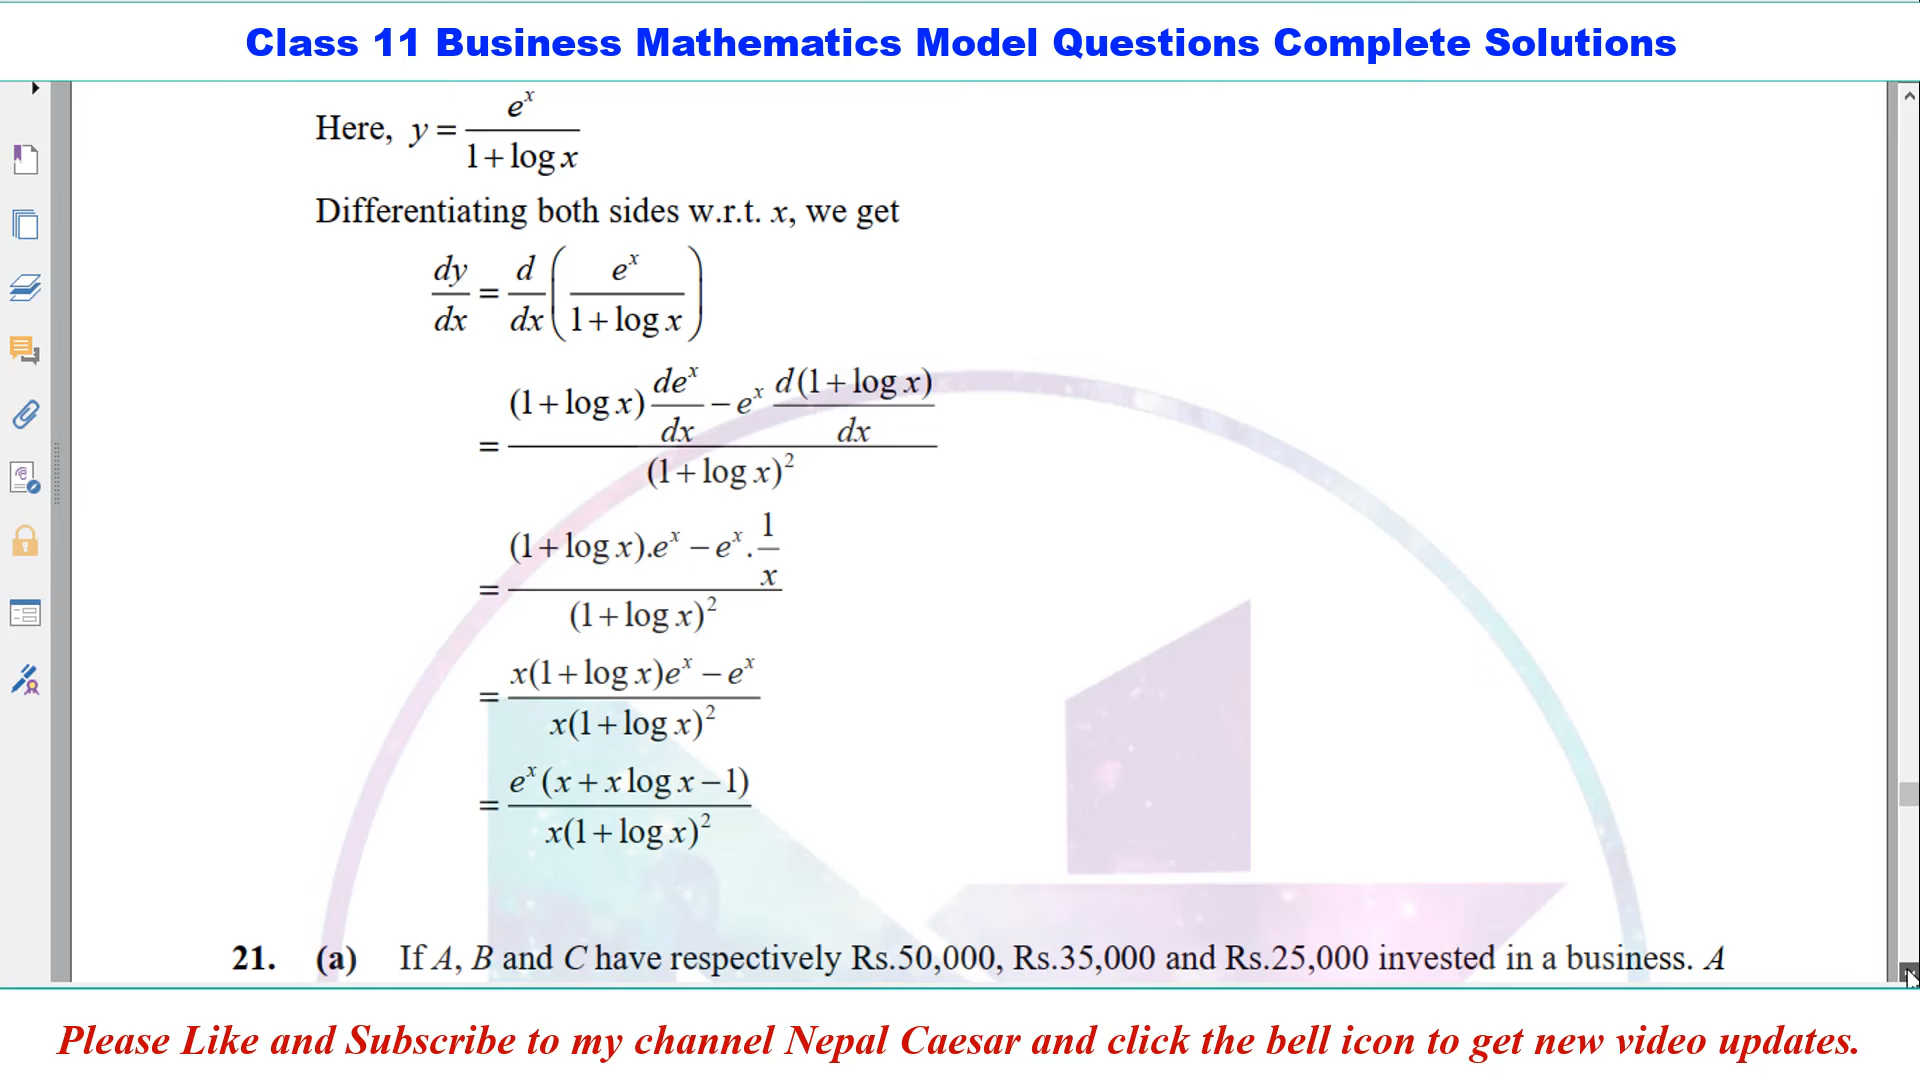 Class 11 Business Mathematics Model Questions Complete Solutions
Here, y = e^x / (1 + log x)
Differentiating both sides w.r.t. x, we get
dy/dx = d/dx ( e^x / (1 + log x) )
= ( (1 + log x) de^x/dx − e^x d(1 + log x)/dx ) / (1 + log x)^2
= ( (1 + log x).e^x − e^x . 1/x ) / (1 + log x)^2
= ( x(1 + log x)e^x − e^x ) / x(1 + log x)^2
= e^x (x + x log x − 1) / x(1 + log x)^2
21. (a) If A, B and C have respectively Rs.50,000, Rs.35,000 and Rs.25,000 invested in a business. A
Please Like and Subscribe to my channel Nepal Caesar and click the bell icon to get new video updates.